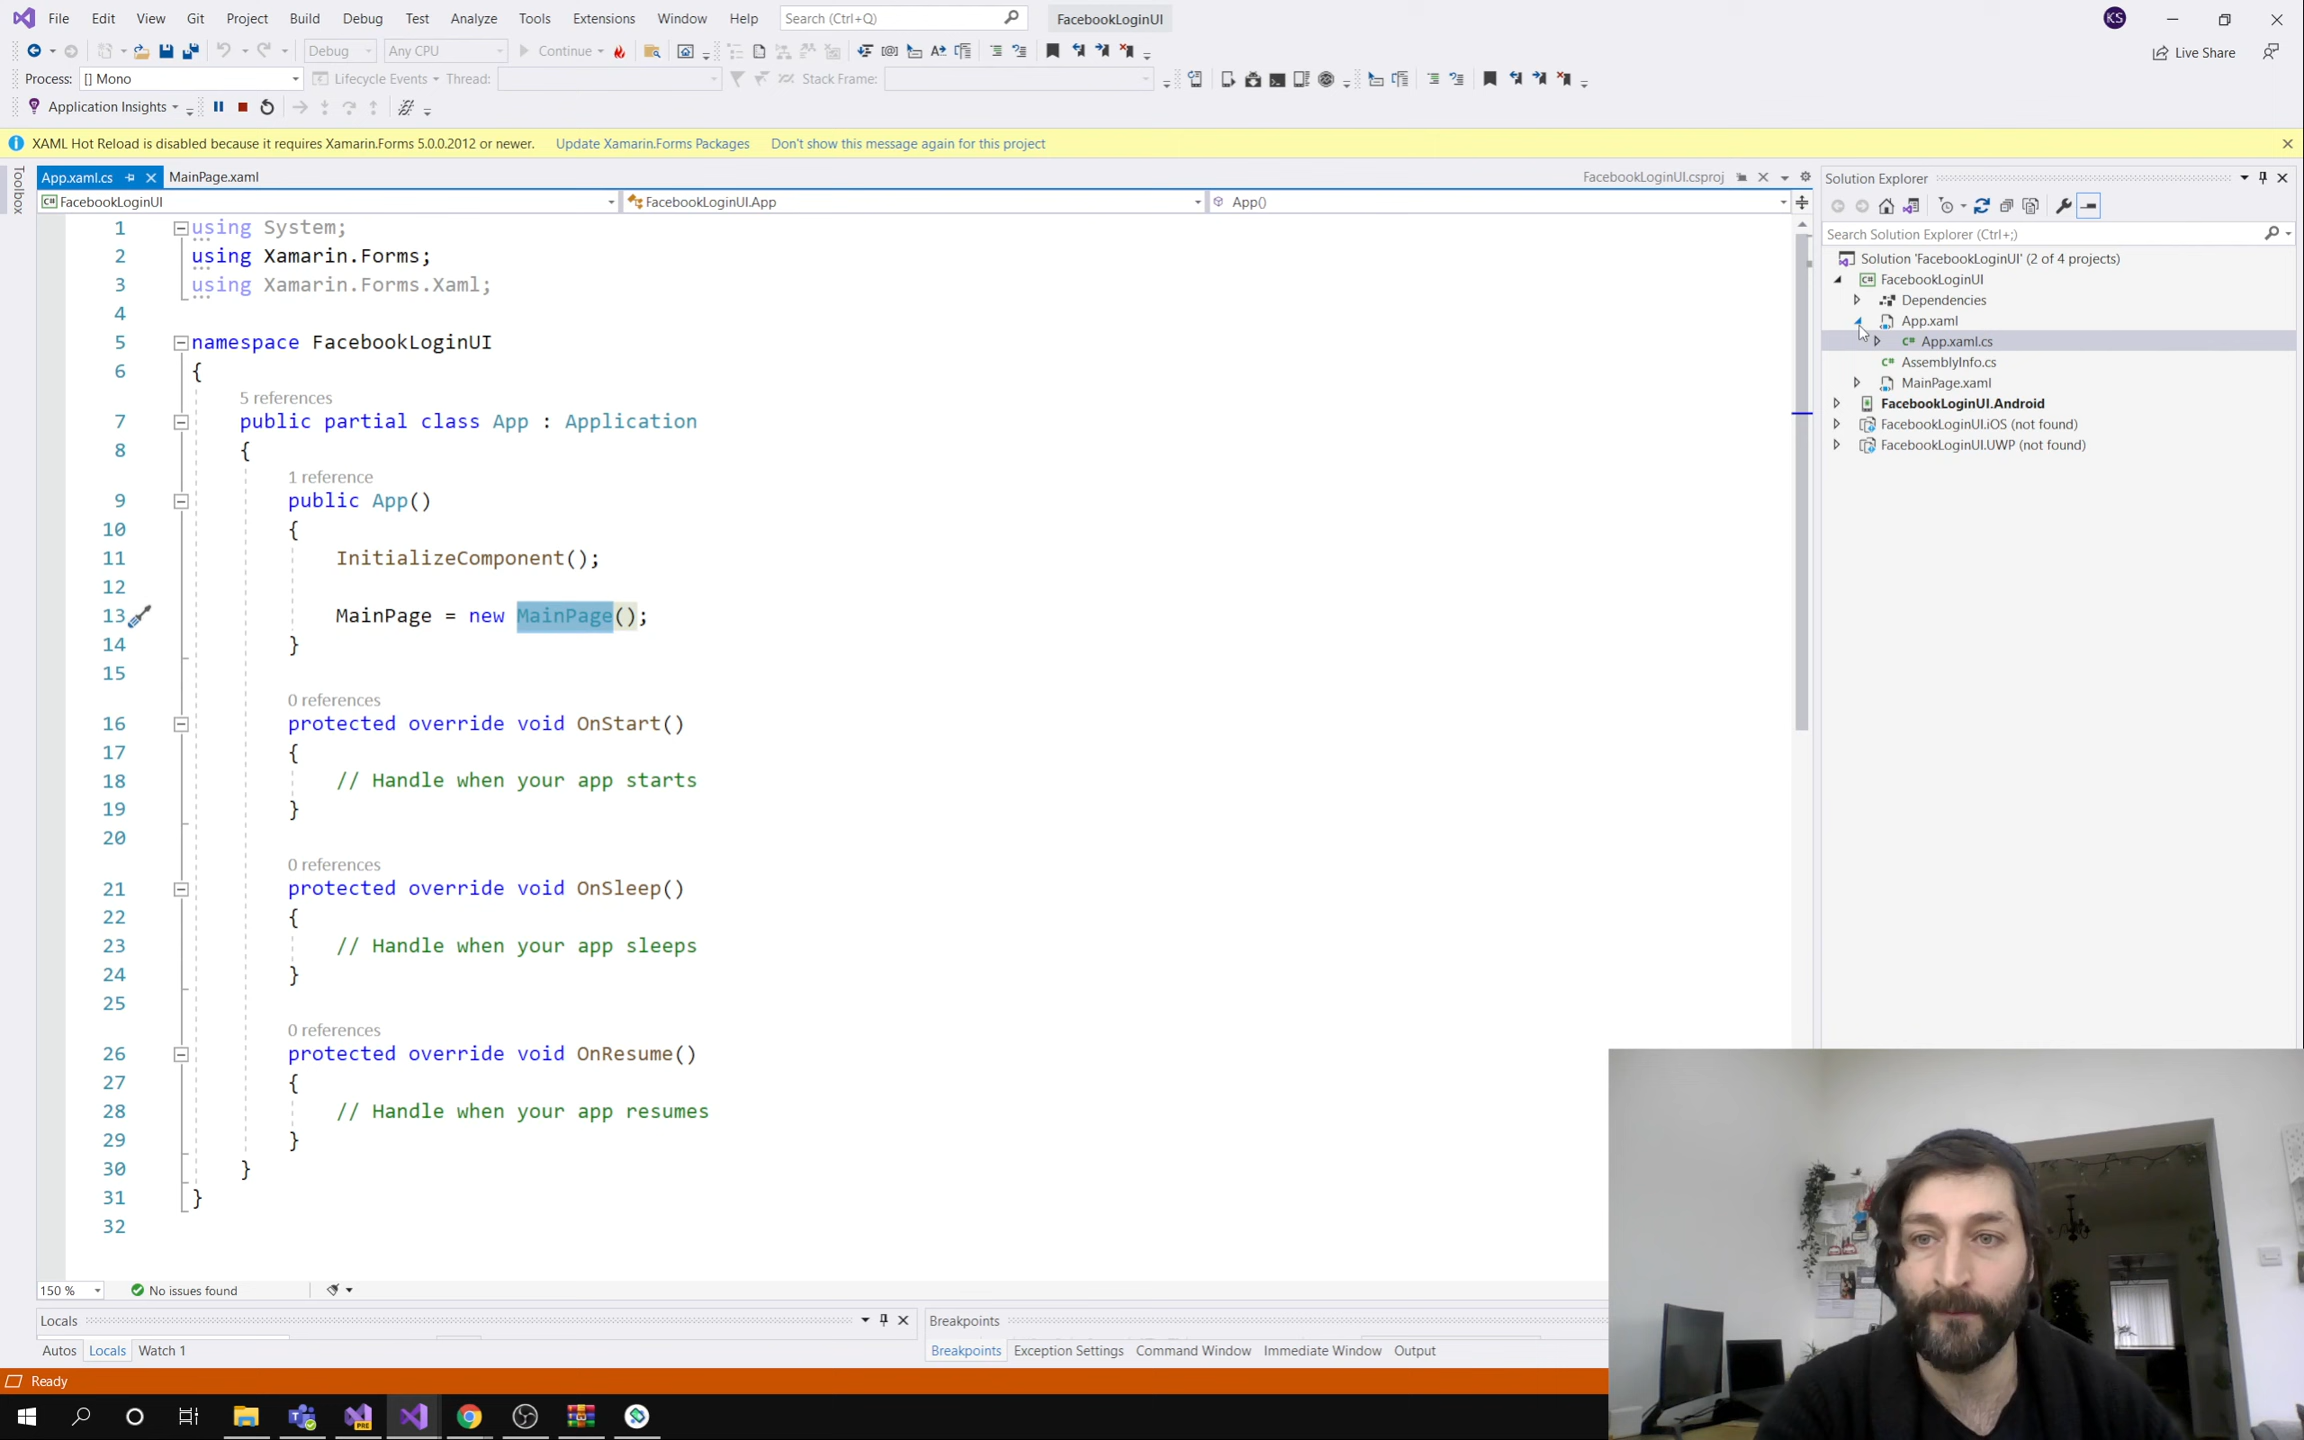 File Edit View Git Project Build Debug Test Analyze Tools Extensions Window Help Search (Ctrl+Q) FacebookLoginUI KS
Debug Any CPU Continue Live Share
Process: [] Mono Lifecycle Events Thread: Stack Frame:
Application Insights
XAML Hot Reload is disabled because it requires Xamarin.Forms 5.0.0.2012 or newer. Update Xamarin.Forms Packages Don't show this message again for this project
Toolbox
App.xaml.cs MainPage.xaml FacebookLoginUI.csproj
FacebookLoginUI FacebookLoginUI.App App()
1 using System;
2 using Xamarin.Forms;
3 using Xamarin.Forms.Xaml;
4
5 namespace FacebookLoginUI
6 {
5 references
7 public partial class App : Application
8 {
1 reference
9 public App()
10 {
11 InitializeComponent();
12
13 MainPage = new MainPage();
14 }
15
0 references
16 protected override void OnStart()
17 {
18 // Handle when your app starts
19 }
20
0 references
21 protected override void OnSleep()
22 {
23 // Handle when your app sleeps
24 }
25
0 references
26 protected override void OnResume()
27 {
28 // Handle when your app resumes
29 }
30 }
31 }
32
150 % No issues found
Solution Explorer
Search Solution Explorer (Ctrl+;)
Solution 'FacebookLoginUI' (2 of 4 projects)
FacebookLoginUI
Dependencies
App.xaml
App.xaml.cs
AssemblyInfo.cs
MainPage.xaml
FacebookLoginUI.Android
FacebookLoginUI.iOS (not found)
FacebookLoginUI.UWP (not found)
Locals Breakpoints
Autos Locals Watch 1 Breakpoints Exception Settings Command Window Immediate Window Output
Ready